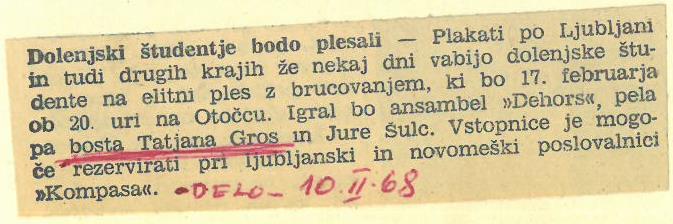 Dolenjski študentje bodo plesali — Plakati po Ljubljani
in tudi drugih krajih že nekaj dni vabijo dolenjske štu-
dente na elitni ples z brucovanjem, ki bo 17. februarja
ob 20. uri na Otočcu. Igral bo ansambel »Dehors«, pela
pa bosta Tatjana Gros in Jure Šulc. Vstopnice je mogo-
če rezervirati pri ljubljanski in novomeški poslovalnici
»Kompasa«. -DELO- 10.II.68